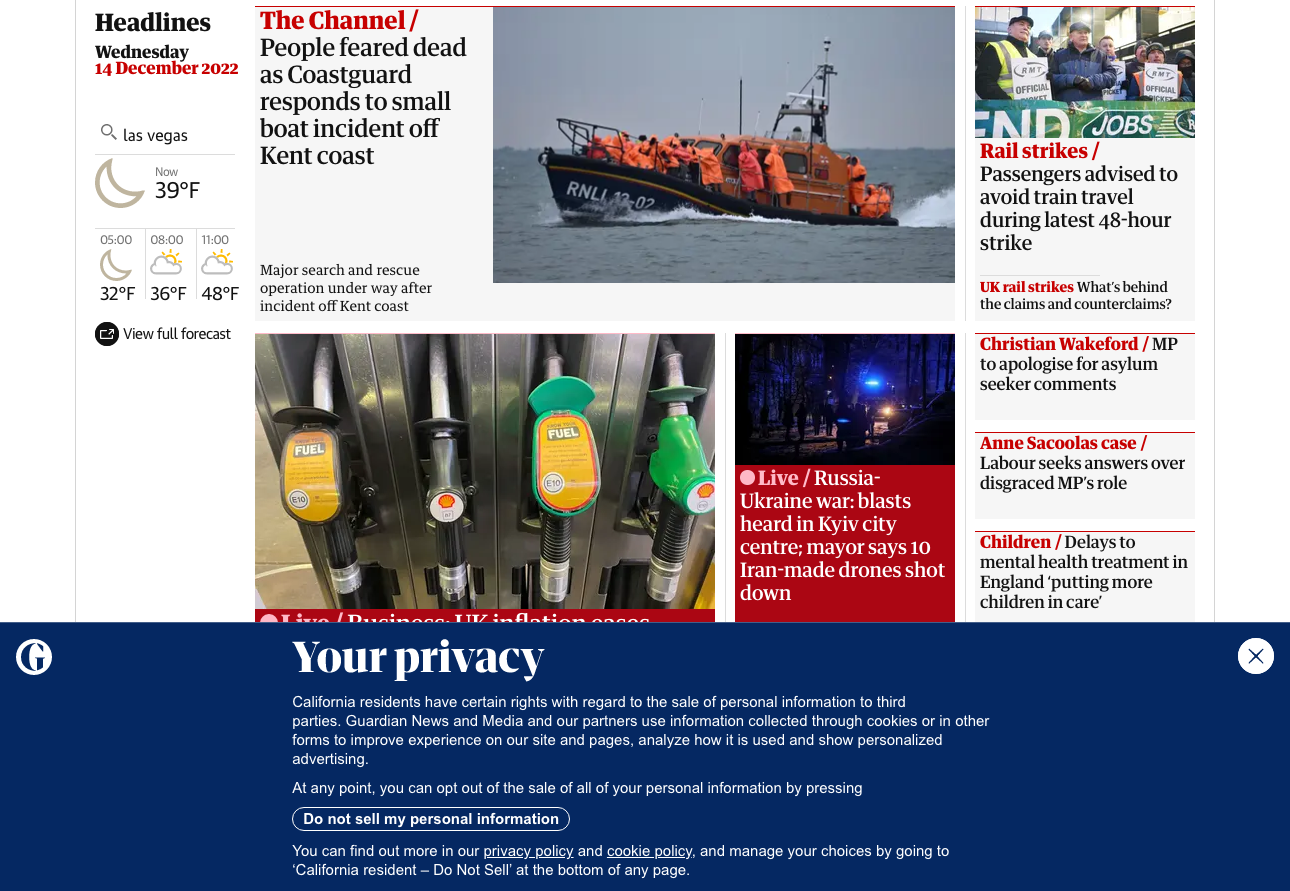 Headlines
Wednesday
14 December 2022
las vegas
Now
39°F
05:00
08:00
11:00
32°F
36°F
48°F
View full forecast
The Channel /
People feared dead
as Coastguard
responds to small
boat incident off
Kent coast
Major search and rescue
operation under way after
incident off Kent coast
RNLI 13-02
RMT
OFFICIAL
PICKET
RMT
OFFICIAL
END
JOBS
Rail strikes /
Passengers advised to
avoid train travel
during latest 48-hour
strike
UK rail strikes What's behind
the claims and counterclaims?
FUEL
E10
FUEL
E10
Live / Business: UK inflation eases
Live / Russia-
Ukraine war: blasts
heard in Kyiv city
centre; mayor says 10
Iran-made drones shot
down
Christian Wakeford / MP
to apologise for asylum
seeker comments
Anne Sacoolas case /
Labour seeks answers over
disgraced MP's role
Children / Delays to
mental health treatment in
England ‘putting more
children in care’
Your privacy
California residents have certain rights with regard to the sale of personal information to third
parties. Guardian News and Media and our partners use information collected through cookies or in other
forms to improve experience on our site and pages, analyze how it is used and show personalized
advertising.
At any point, you can opt out of the sale of all of your personal information by pressing
Do not sell my personal information
You can find out more in our privacy policy and cookie policy, and manage your choices by going to
‘California resident – Do Not Sell’ at the bottom of any page.